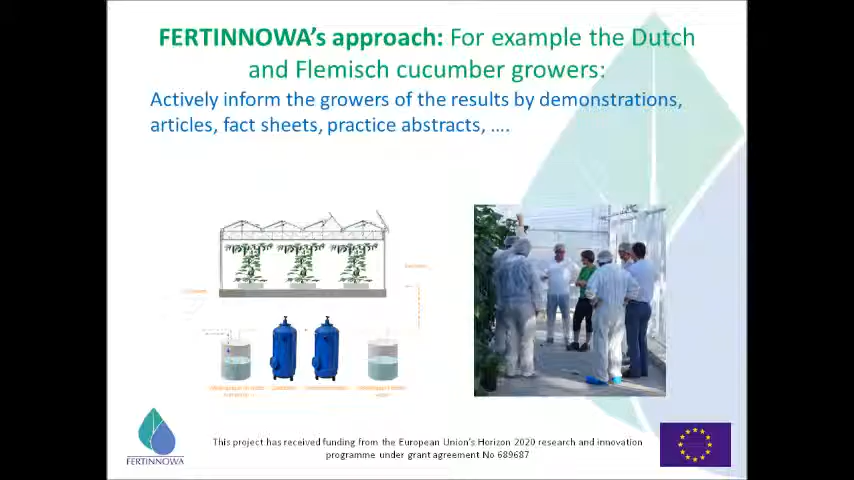 FERTINNOWA's approach: For example the Dutch
and Flemisch cucumber growers:
Actively inform the growers of the results by demonstrations,
articles, fact sheets, practice abstracts, ....
FERTINNOWA
This project has received funding from the European Union's Horizon 2020 research and innovation
programme under grant agreement No 689687